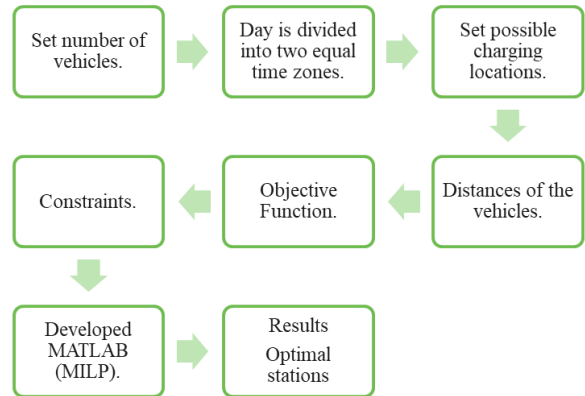 Set number of
vehicles.
Day is divided
into two equal
time zones.
Set possible
charging
locations.
Distances of the
vehicles.
Objective
Function.
Constraints.
Developed
MATLAB
(MILP).
Results
Optimal
stations